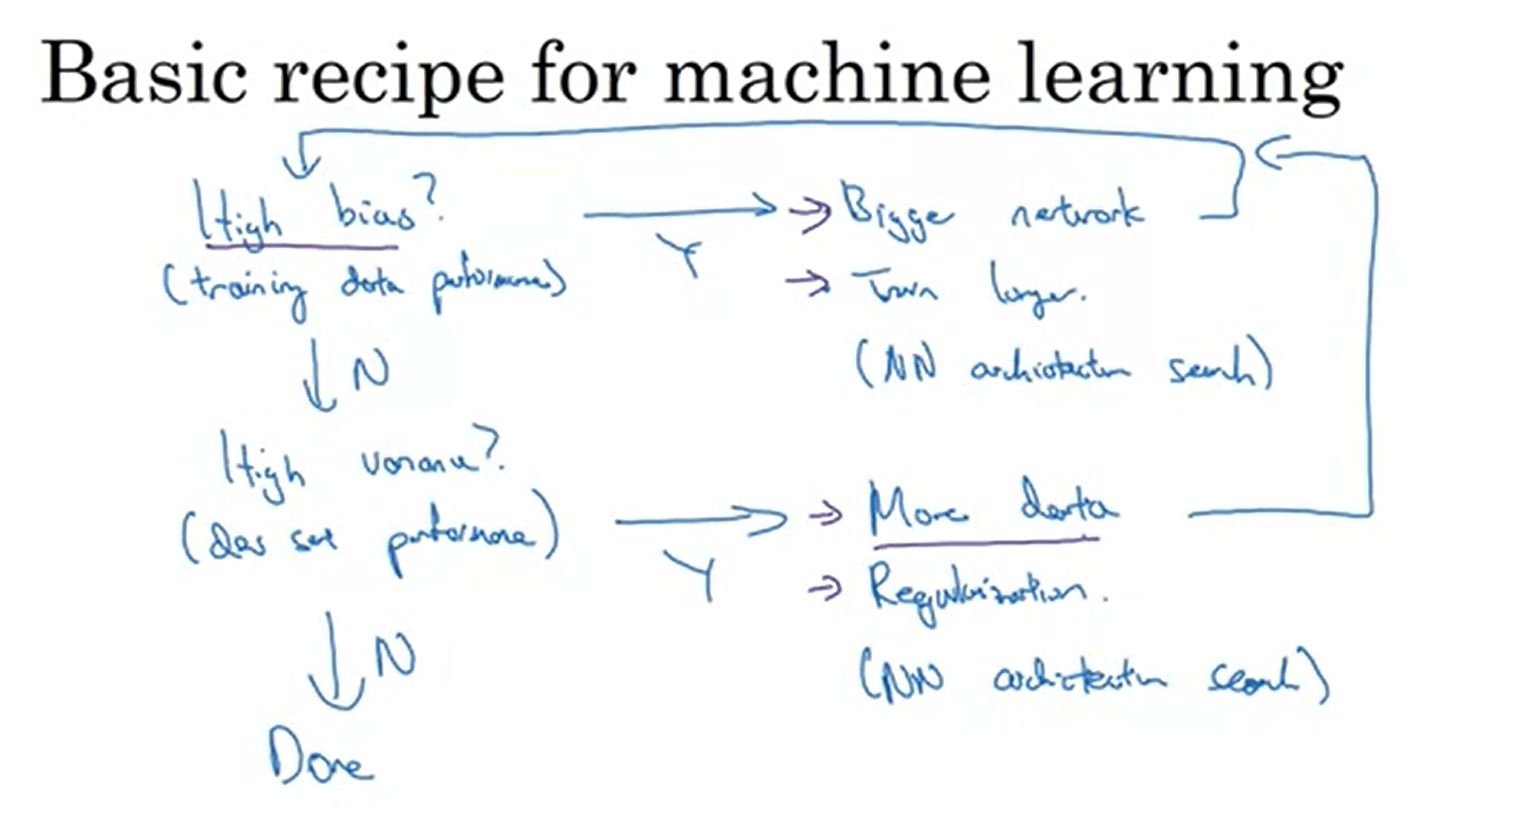 Basic recipe for machine learning
High bias? Y → Bigge network
(training data performance) → Train longer.
N (NN architecture search)
High variance?
(dev set performance) Y → More data
→ Regularization.
N (NN architecture search)
Done